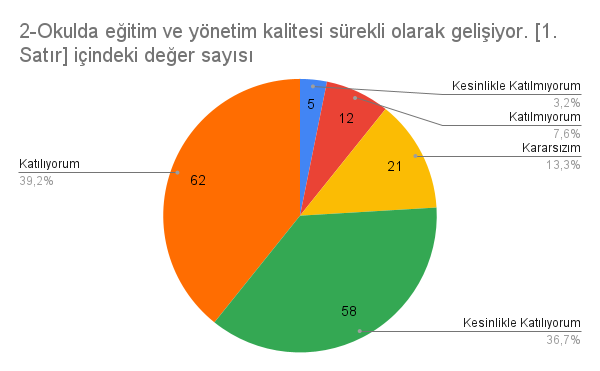 2-Okulda eğitim ve yönetim kalitesi sürekli olarak gelişiyor. [1.
Satır] içindeki değer sayısı
Kesinlikle Katılmıyorum
3,2%
5
Katılmıyorum
7,6%
12
Kararsızım
13,3%
21
Katılıyorum
39,2%
62
58
Kesinlikle Katılıyorum
36,7%